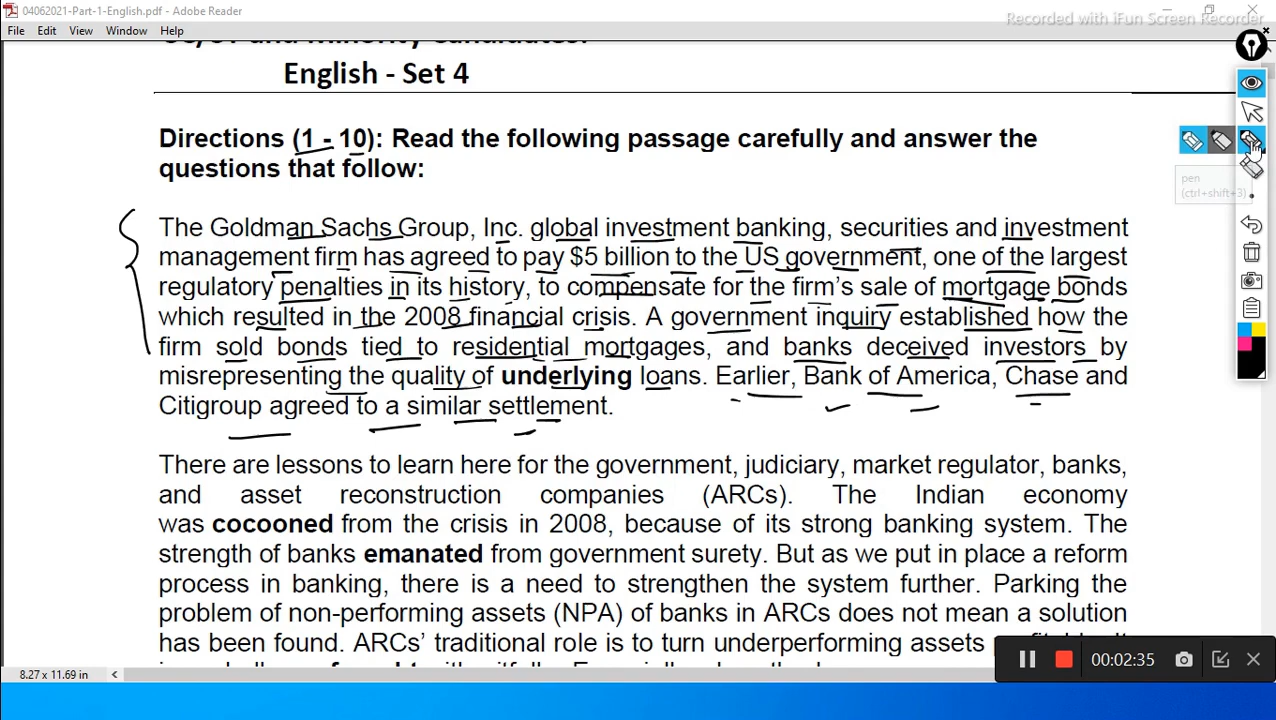 04062021-Part-1-English.pdf - Adobe Reader
Recorded with iFun Screen Recorder
File Edit View Window Help
and Minority Candidates.
English - Set 4
Directions (1 - 10): Read the following passage carefully and answer the
questions that follow:
pen
(ctrl+shift+3)
The Goldman Sachs Group, Inc. global investment banking, securities and investment
management firm has agreed to pay $5 billion to the US government, one of the largest
regulatory penalties in its history, to compensate for the firm's sale of mortgage bonds
which resulted in the 2008 financial crisis. A government inquiry established how the
firm sold bonds tied to residential mortgages, and banks deceived investors by
misrepresenting the quality of underlying loans. Earlier, Bank of America, Chase and
Citigroup agreed to a similar settlement.
There are lessons to learn here for the government, judiciary, market regulator, banks,
and asset reconstruction companies (ARCs). The Indian economy
was cocooned from the crisis in 2008, because of its strong banking system. The
strength of banks emanated from government surety. But as we put in place a reform
process in banking, there is a need to strengthen the system further. Parking the
problem of non-performing assets (NPA) of banks in ARCs does not mean a solution
has been found. ARCs' traditional role is to turn underperforming assets
00:02:35
8.27 x 11.69 in